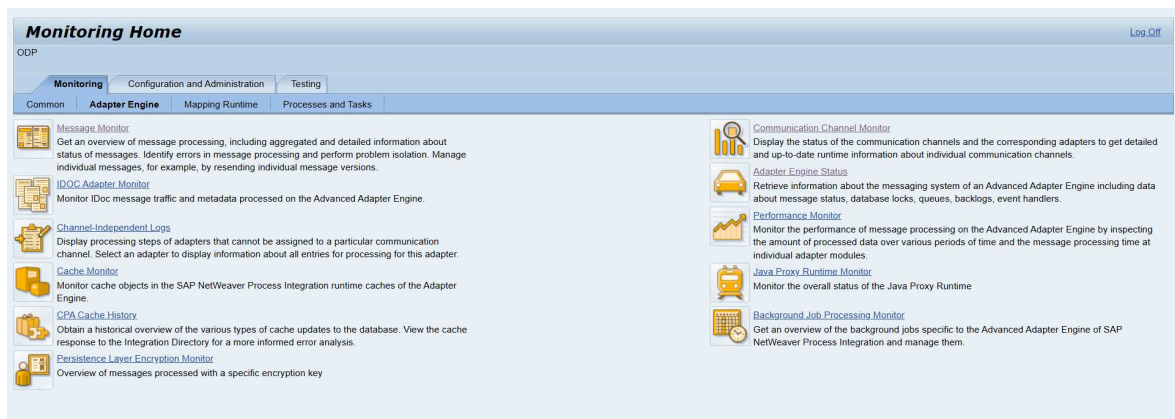 Monitoring Home
Log Off
ODP
Monitoring Configuration and Administration Testing
Common Adapter Engine Mapping Runtime Processes and Tasks
Message Monitor
Get an overview of message processing, including aggregated and detailed information about
status of messages. Identify errors in message processing and perform problem isolation. Manage
individual messages, for example, by resending individual message versions.
IDOC Adapter Monitor
Monitor IDoc message traffic and metadata processed on the Advanced Adapter Engine.
Channel-Independent Logs
Display processing steps of adapters that cannot be assigned to a particular communication
channel. Select an adapter to display information about all entries for processing for this adapter.
Cache Monitor
Monitor cache objects in the SAP NetWeaver Process Integration runtime caches of the Adapter
Engine.
CPA Cache History
Obtain a historical overview of the various types of cache updates to the database. View the cache
response to the Integration Directory for a more informed error analysis.
Persistence Layer Encryption Monitor
Overview of messages processed with a specific encryption key
Communication Channel Monitor
Display the status of the communication channels and the corresponding adapters to get detailed
and up-to-date runtime information about individual communication channels.
Adapter Engine Status
Retrieve information about the messaging system of an Advanced Adapter Engine including data
about message status, database locks, queues, backlogs, event handlers.
Performance Monitor
Monitor the performance of message processing on the Advanced Adapter Engine by inspecting
the amount of processed data over various periods of time and the message processing time at
individual adapter modules.
Java Proxy Runtime Monitor
Monitor the overall status of the Java Proxy Runtime
Background Job Processing Monitor
Get an overview of the background jobs specific to the Advanced Adapter Engine of SAP
NetWeaver Process Integration and manage them.